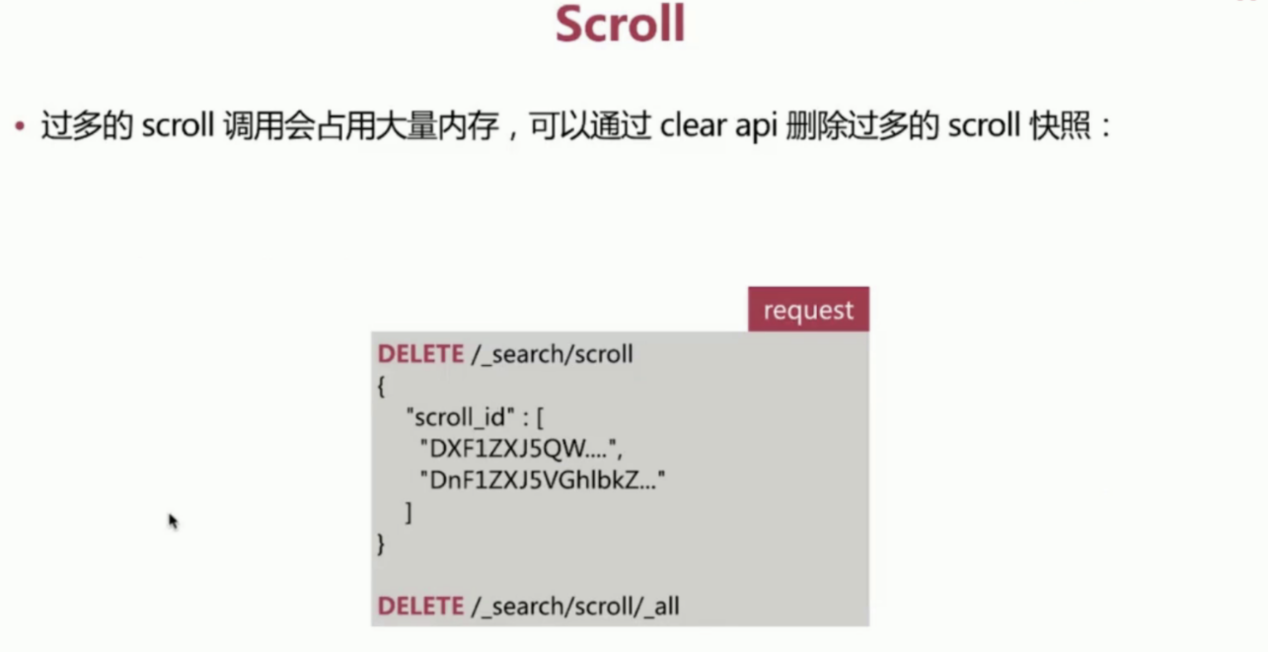 Scroll
• 过多的 scroll 调用会占用大量内存，可以通过 clear api 删除过多的 scroll 快照：
request
DELETE /_search/scroll
{
"scroll_id" : [
"DXF1ZXJ5QW....",
"DnF1ZXJ5VGhlbkZ..."
]
}
DELETE /_search/scroll/_all